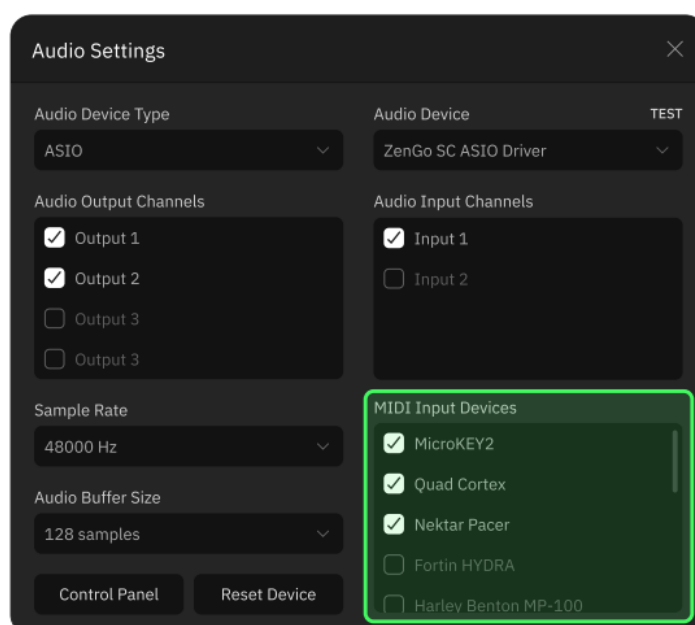 Audio Settings
Audio Device Type
ASIO
Audio Device
TEST
ZenGo SC ASIO Driver
Audio Output Channels
Output 1
Output 2
Output 3
Output 3
Audio Input Channels
Input 1
Input 2
Sample Rate
48000 Hz
Audio Buffer Size
128 samples
Control Panel
Reset Device
MIDI Input Devices
MicroKEY2
Quad Cortex
Nektar Pacer
Fortin HYDRA
Harley Benton MP-100